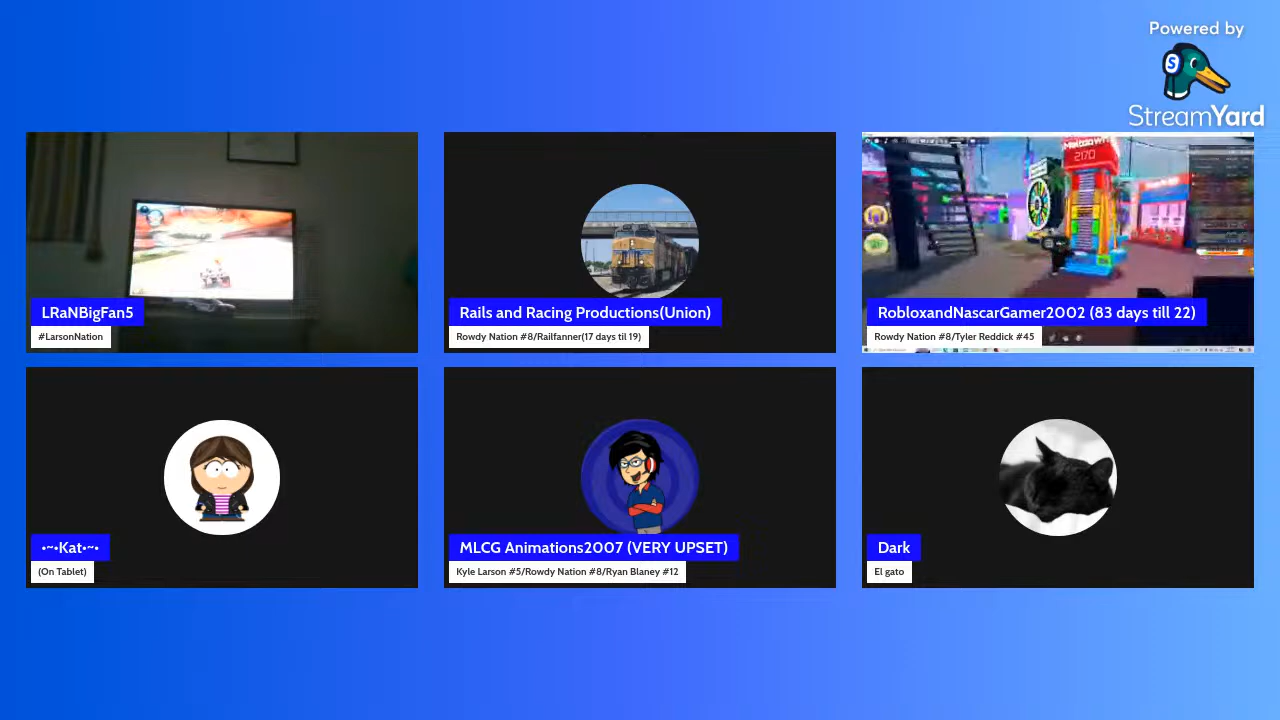 Powered by
StreamYard
LRaNBigFan5
#LarsonNation
Rails and Racing Productions(Union)
Rowdy Nation #8/Railfanner(17 days til 19)
2170
RobloxandNascarGamer2002 (83 days till 22)
Rowdy Nation #8/Tyler Reddick #45
•~•Kat•~•
(On Tablet)
MLCG Animations2007 (VERY UPSET)
Kyle Larson #5/Rowdy Nation #8/Ryan Blaney #12
Dark
El gato